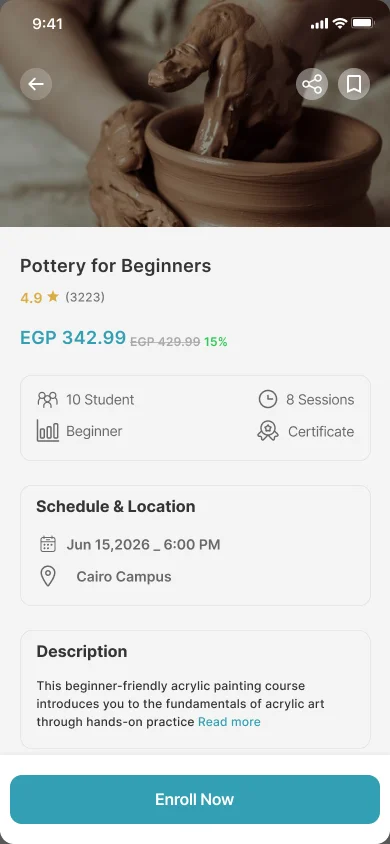 9:41
Pottery for Beginners
4.9 ★ (3223)
EGP 342.99 EGP 429.99 15%
10 Student
8 Sessions
Beginner
Certificate
Schedule & Location
Jun 15,2026 _ 6:00 PM
Cairo Campus
Description
This beginner-friendly acrylic painting course
introduces you to the fundamentals of acrylic art
through hands-on practice Read more
Enroll Now